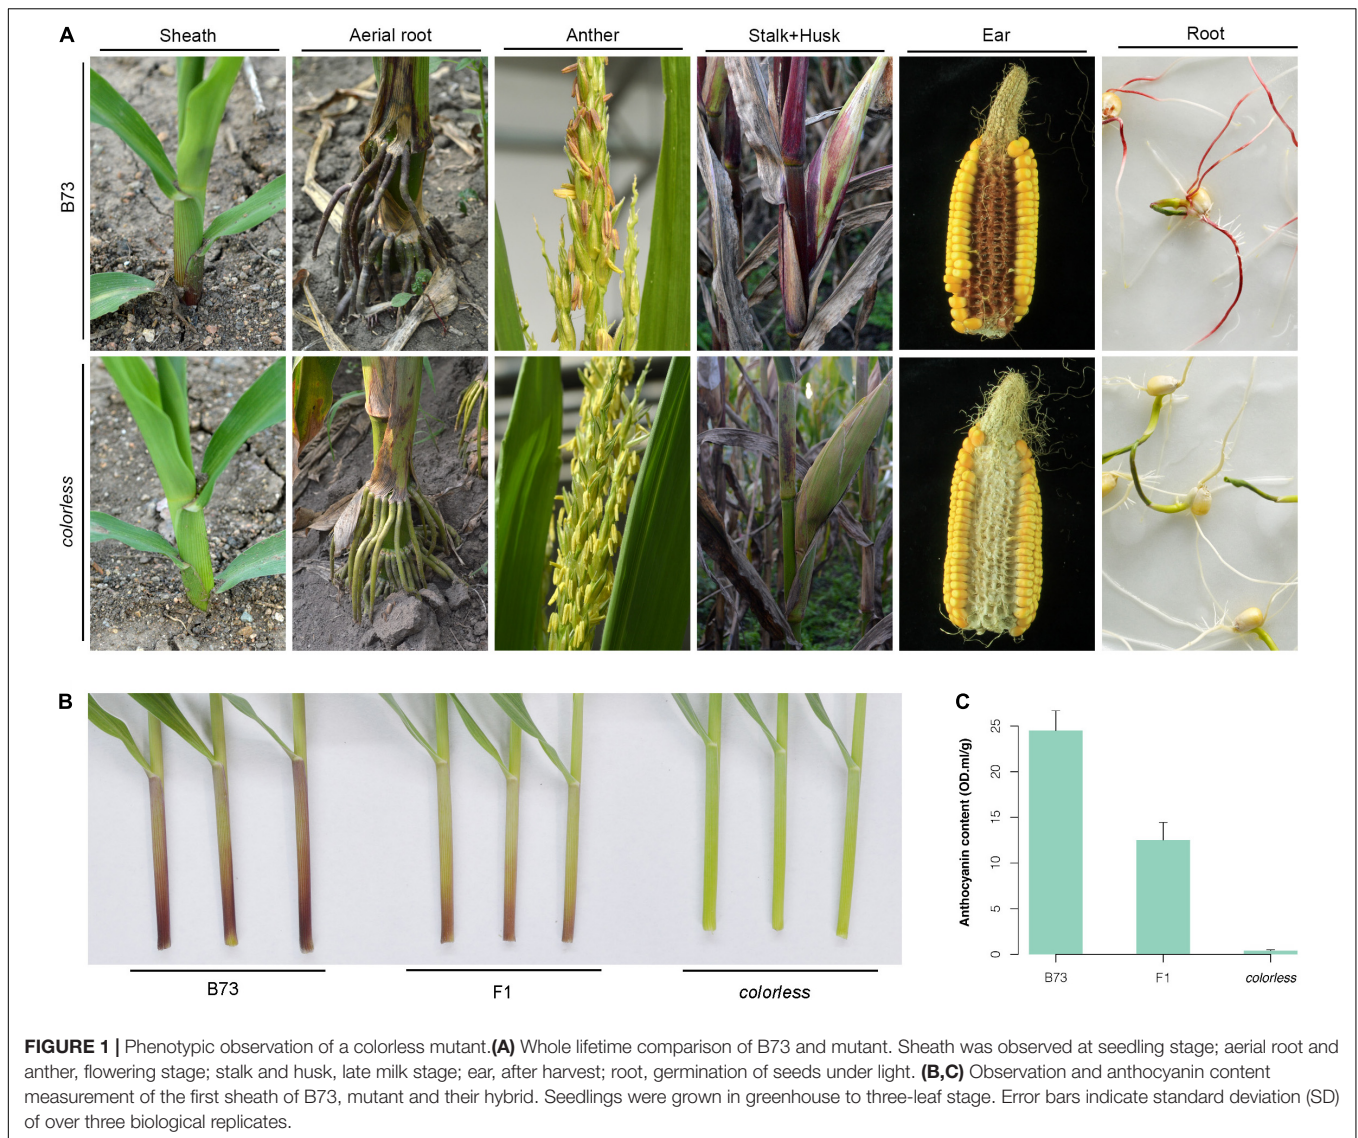 A
Sheath
Aerial root
Anther
Stalk+Husk
Ear
Root
B73
colorless
B
B73
F1
colorless
C
Anthocyanin content (OD.ml/g)
25
20
15
10
5
0
B73
F1
colorless
FIGURE 1 | Phenotypic observation of a colorless mutant.(A) Whole lifetime comparison of B73 and mutant. Sheath was observed at seedling stage; aerial root and
anther, flowering stage; stalk and husk, late milk stage; ear, after harvest; root, germination of seeds under light. (B,C) Observation and anthocyanin content
measurement of the first sheath of B73, mutant and their hybrid. Seedlings were grown in greenhouse to three-leaf stage. Error bars indicate standard deviation (SD)
of over three biological replicates.